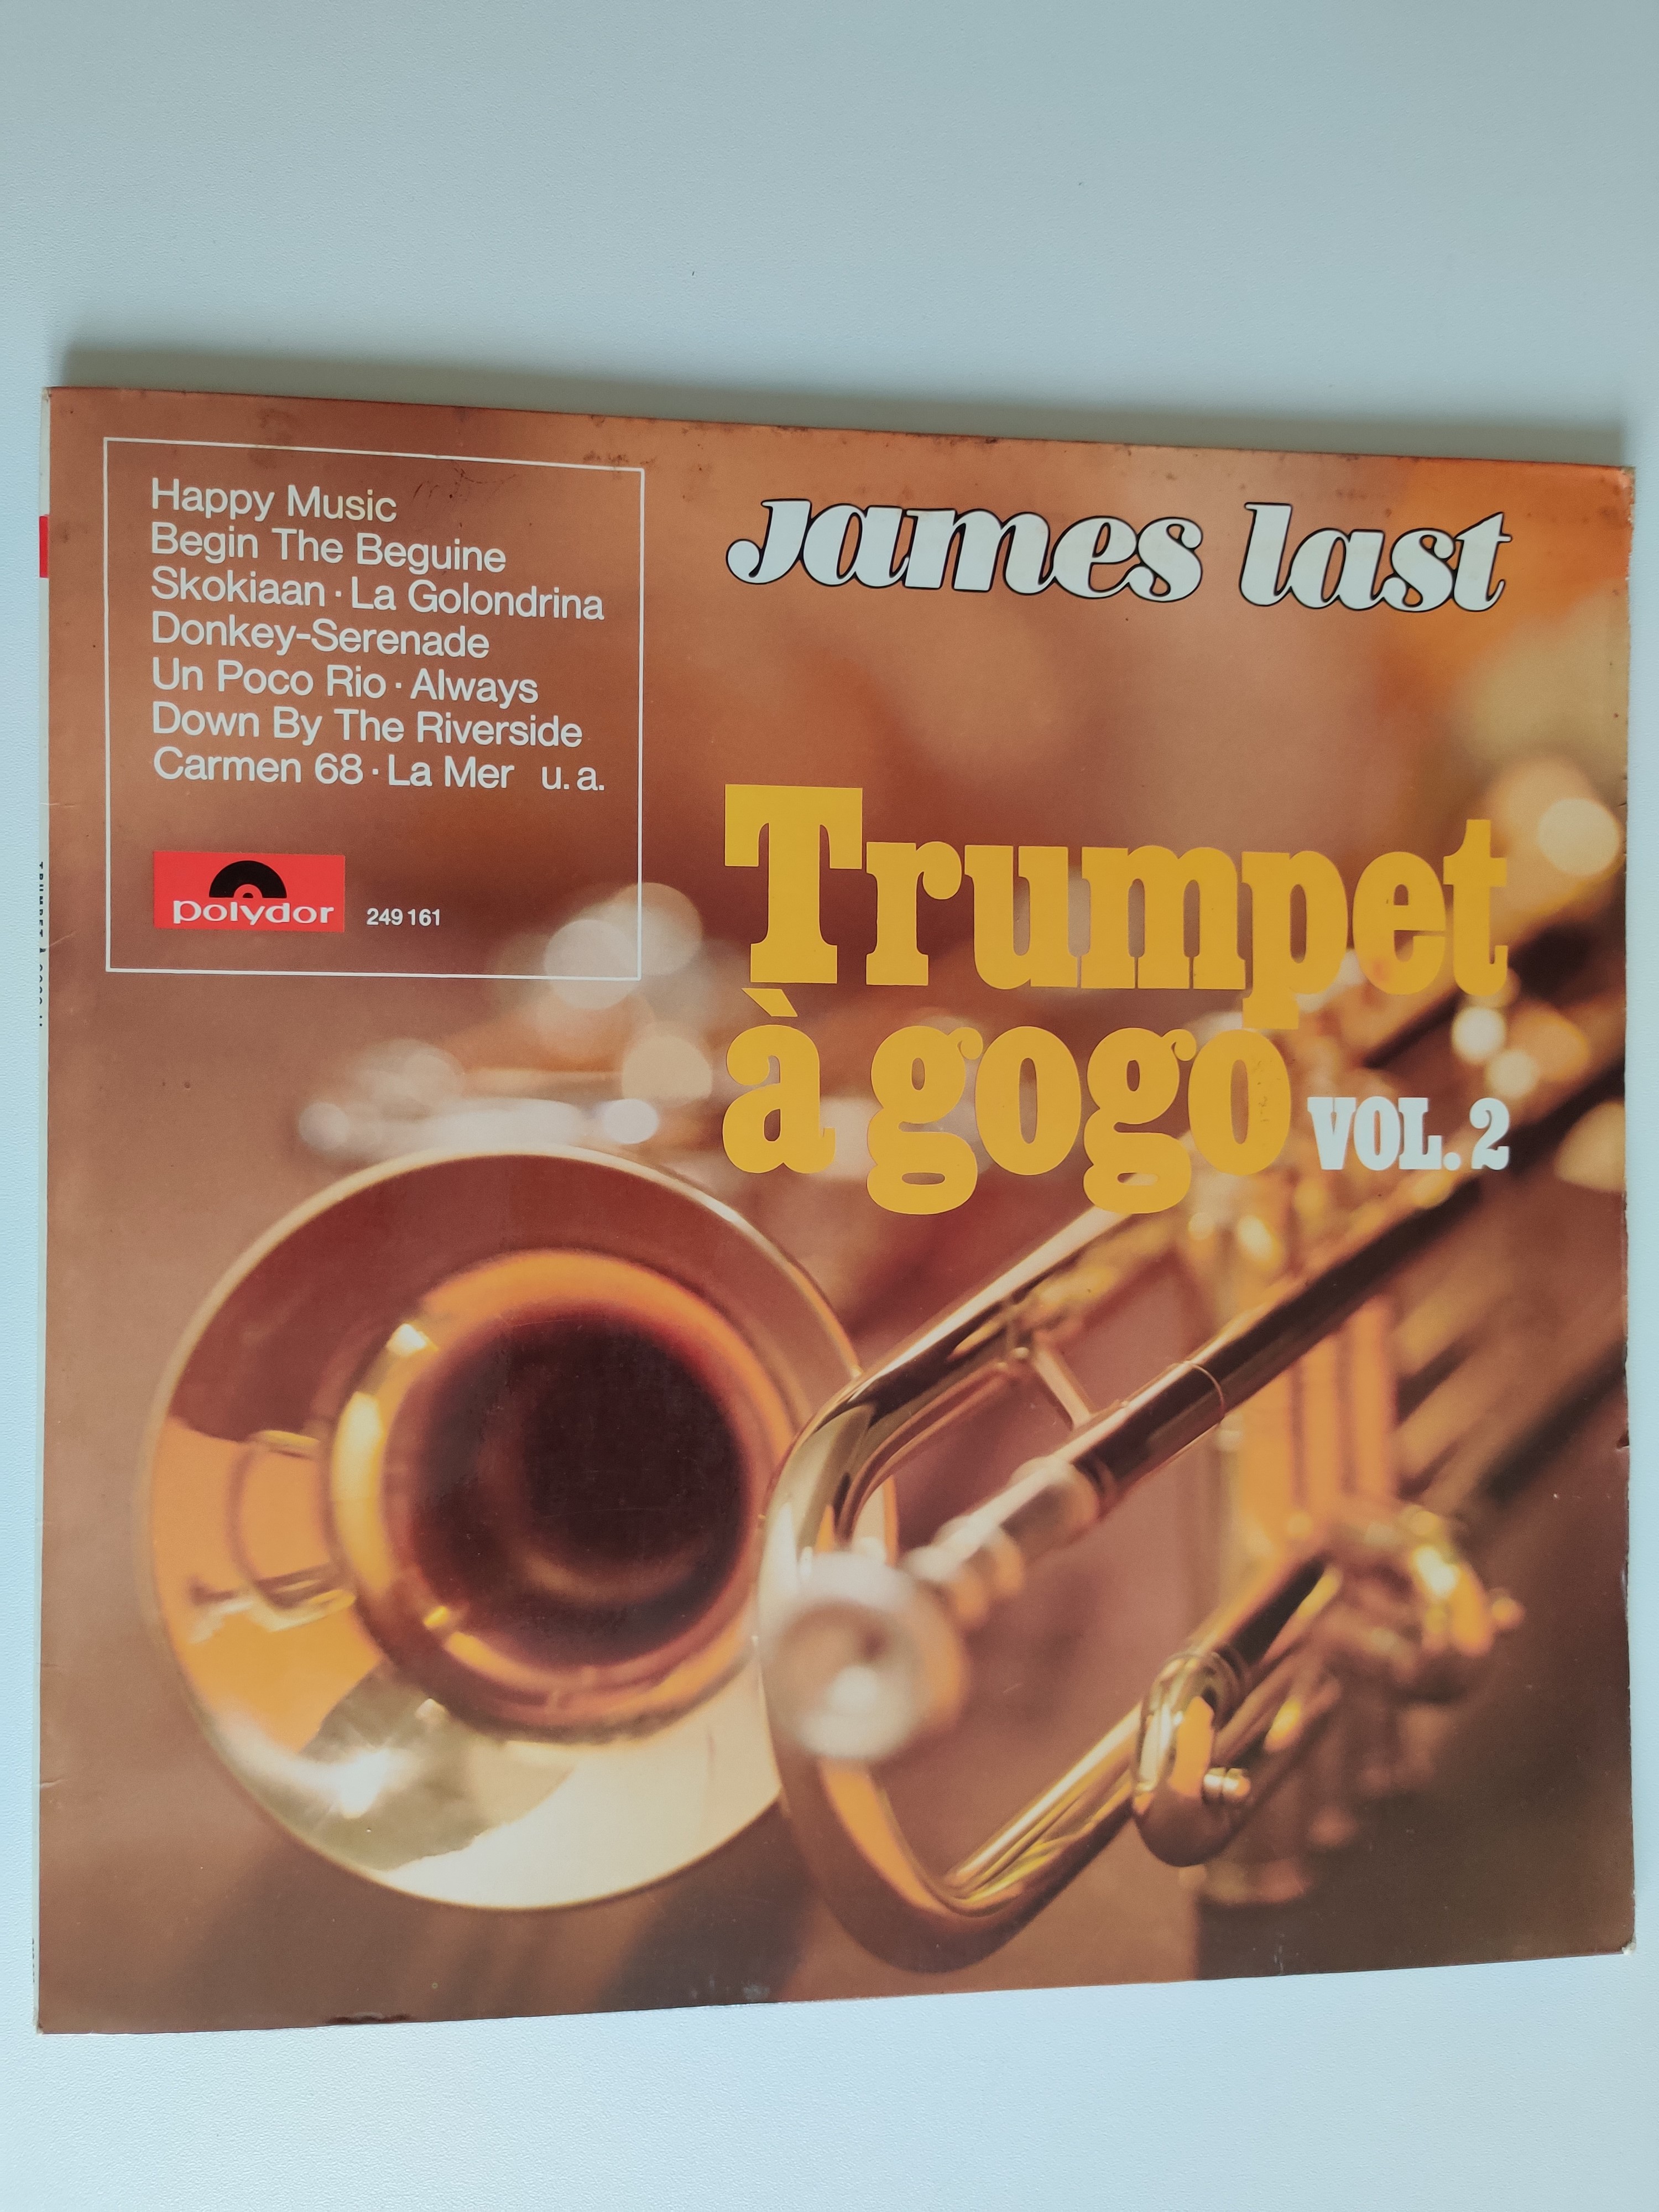 Happy Music
Begin The Beguine
Skokiaan · La Golondrina
Donkey-Serenade
Un Poco Rio · Always
Down By The Riverside
Carmen 68 · La Mer u. a.
polydor 249 161
james last
Trumpet
à gogo VOL. 2